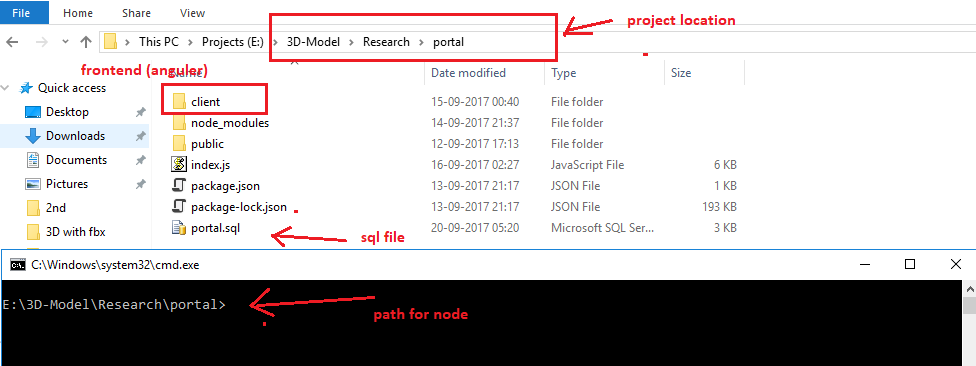 File Home Share View
project location
This PC Projects (E:) 3D-Model Research portal
frontend (angular)
Date modified Type Size
Quick access
client 15-09-2017 00:40 File folder
Desktop
node_modules 14-09-2017 21:37 File folder
Downloads
public 12-09-2017 17:13 File folder
Documents
index.js 16-09-2017 02:27 JavaScript File 6 KB
Pictures
package.json 13-09-2017 21:17 JSON File 1 KB
2nd
package-lock.json 13-09-2017 21:17 JSON File 193 KB
3D with fbx
portal.sql 20-09-2017 05:20 Microsoft SQL Ser... 3 KB
sql file
C:\Windows\system32\cmd.exe
E:\3D-Model\Research\portal>
path for node